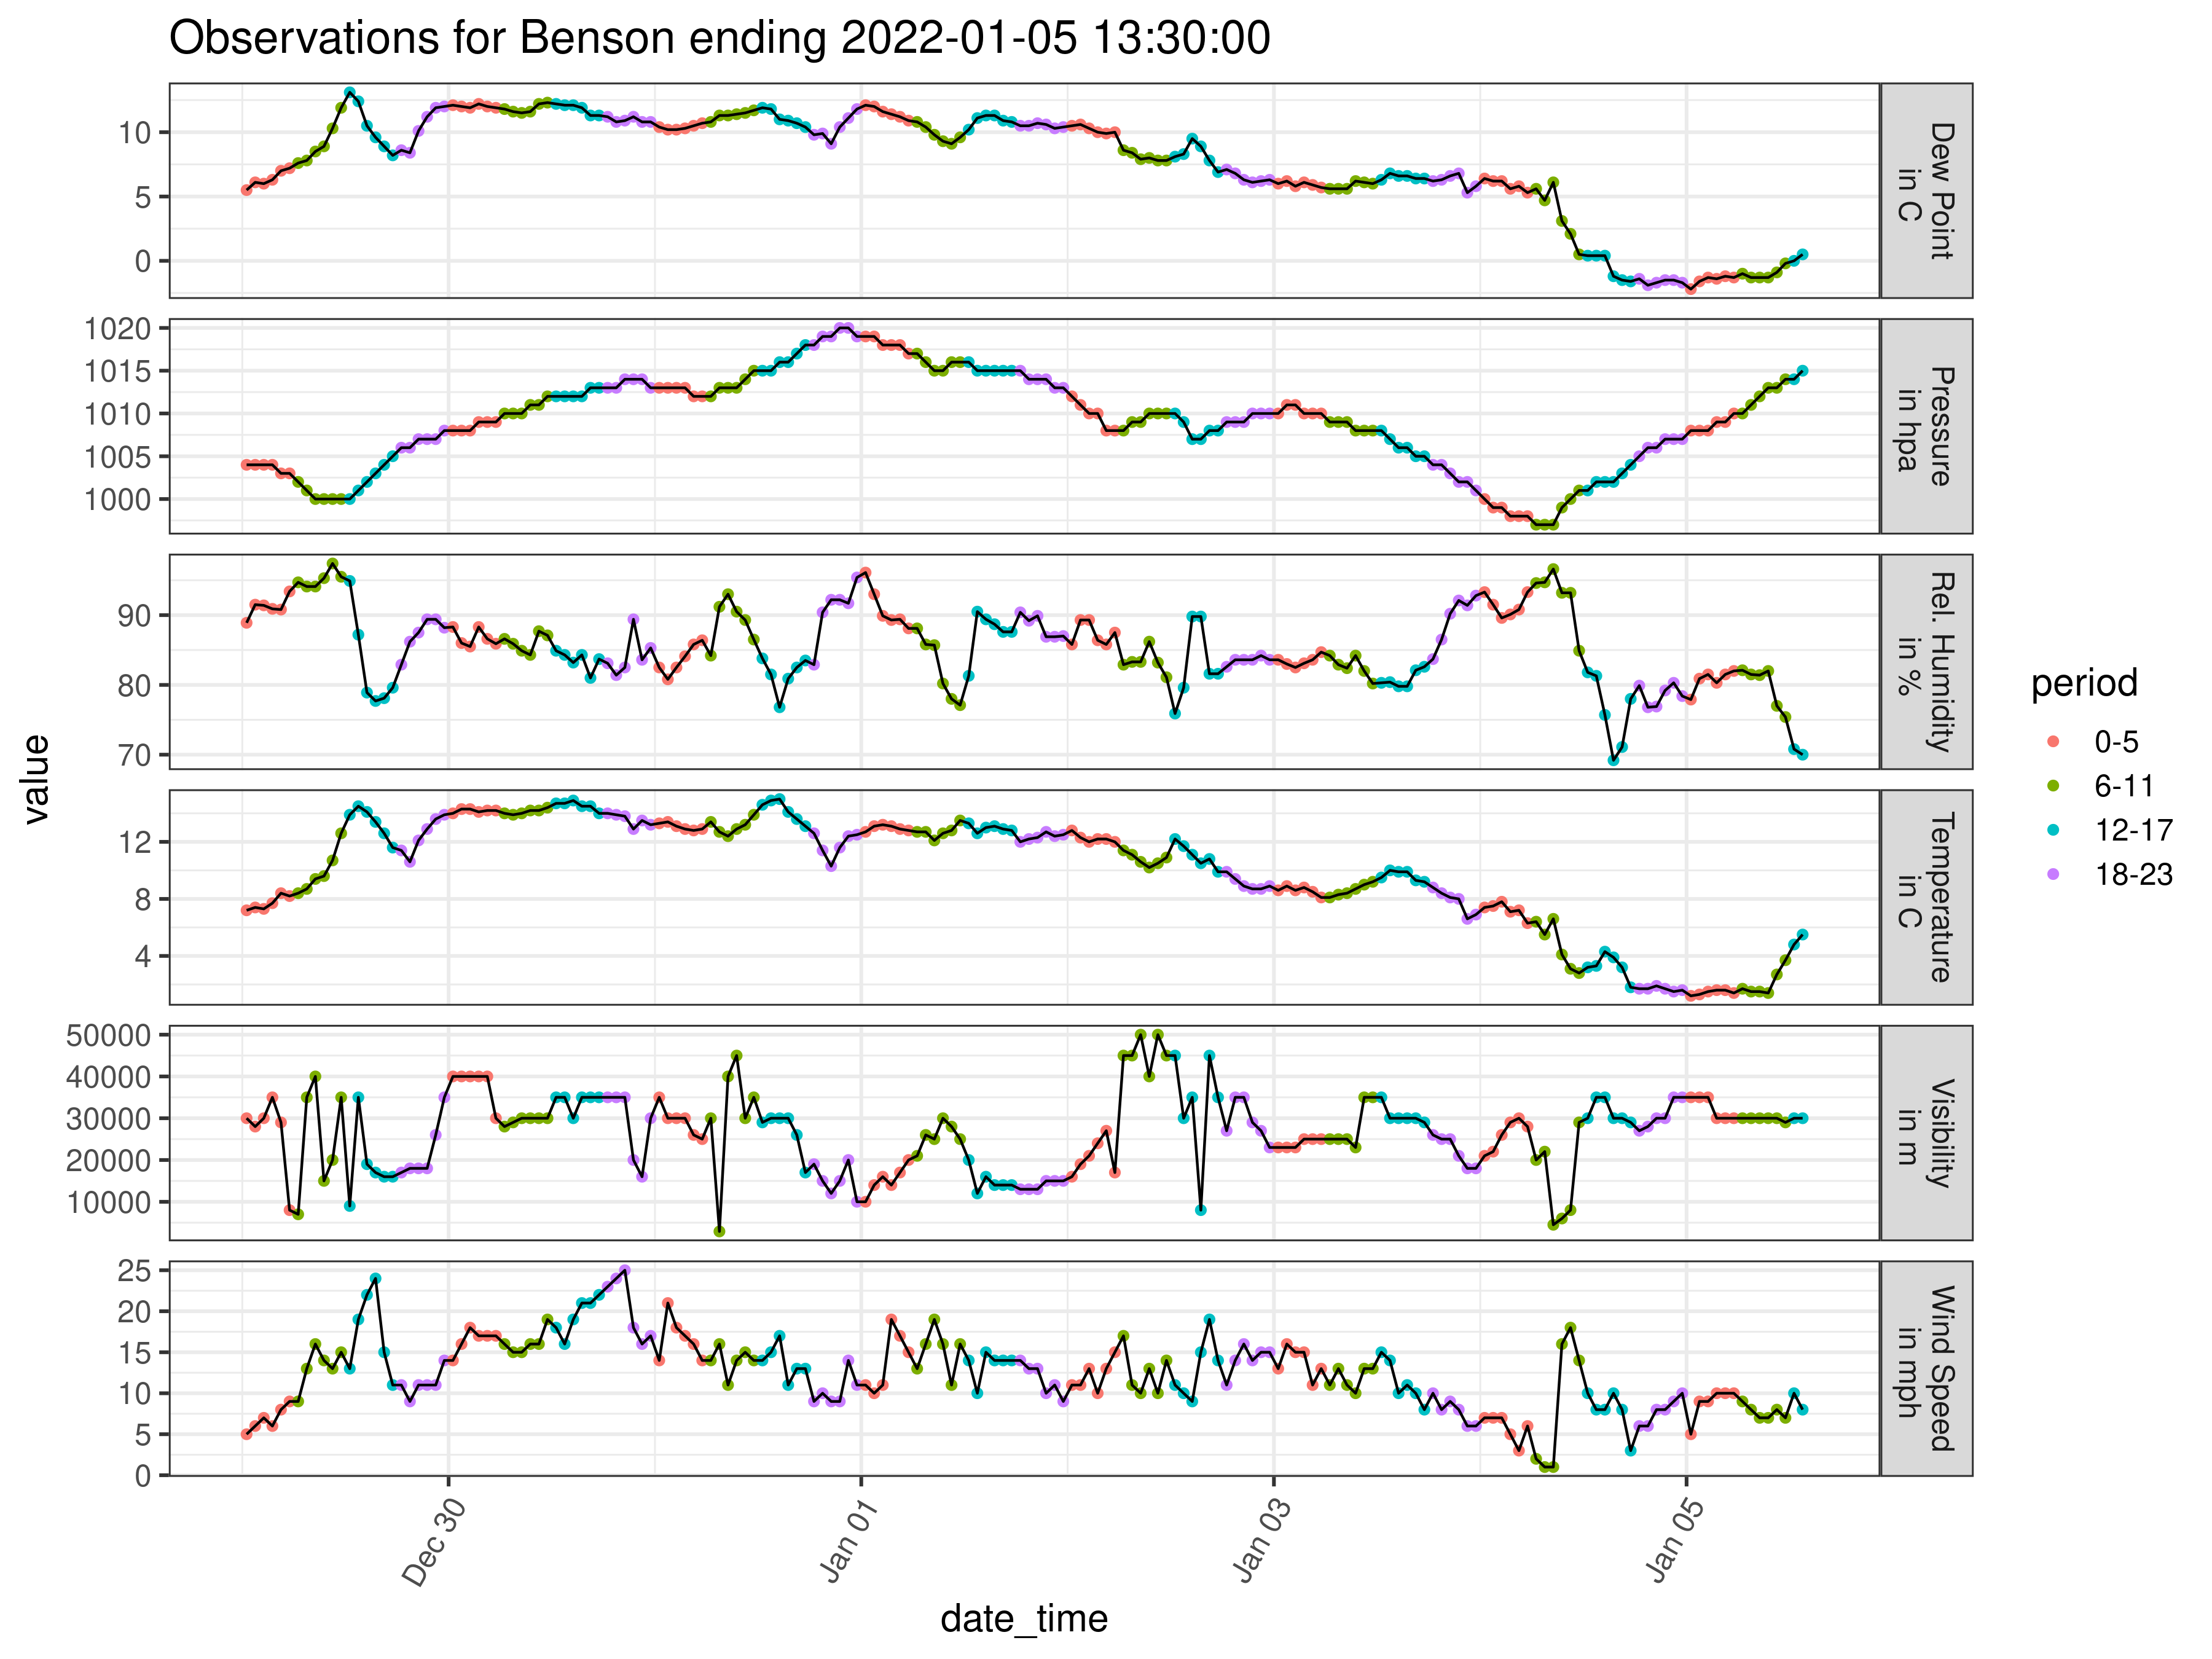 Observations for Benson ending 2022-01-05 13:30:00
value
10
5
0
Dew Point
in C
1020
1015
1010
1005
1000
Pressure
in hpa
90
80
70
Rel. Humidity
in %
12
8
4
Temperature
in C
50000
40000
30000
20000
10000
Visibility
in m
25
20
15
10
5
0
Wind Speed
in mph
Dec 30
Jan 01
Jan 03
Jan 05
date_time
period
0-5
6-11
12-17
18-23